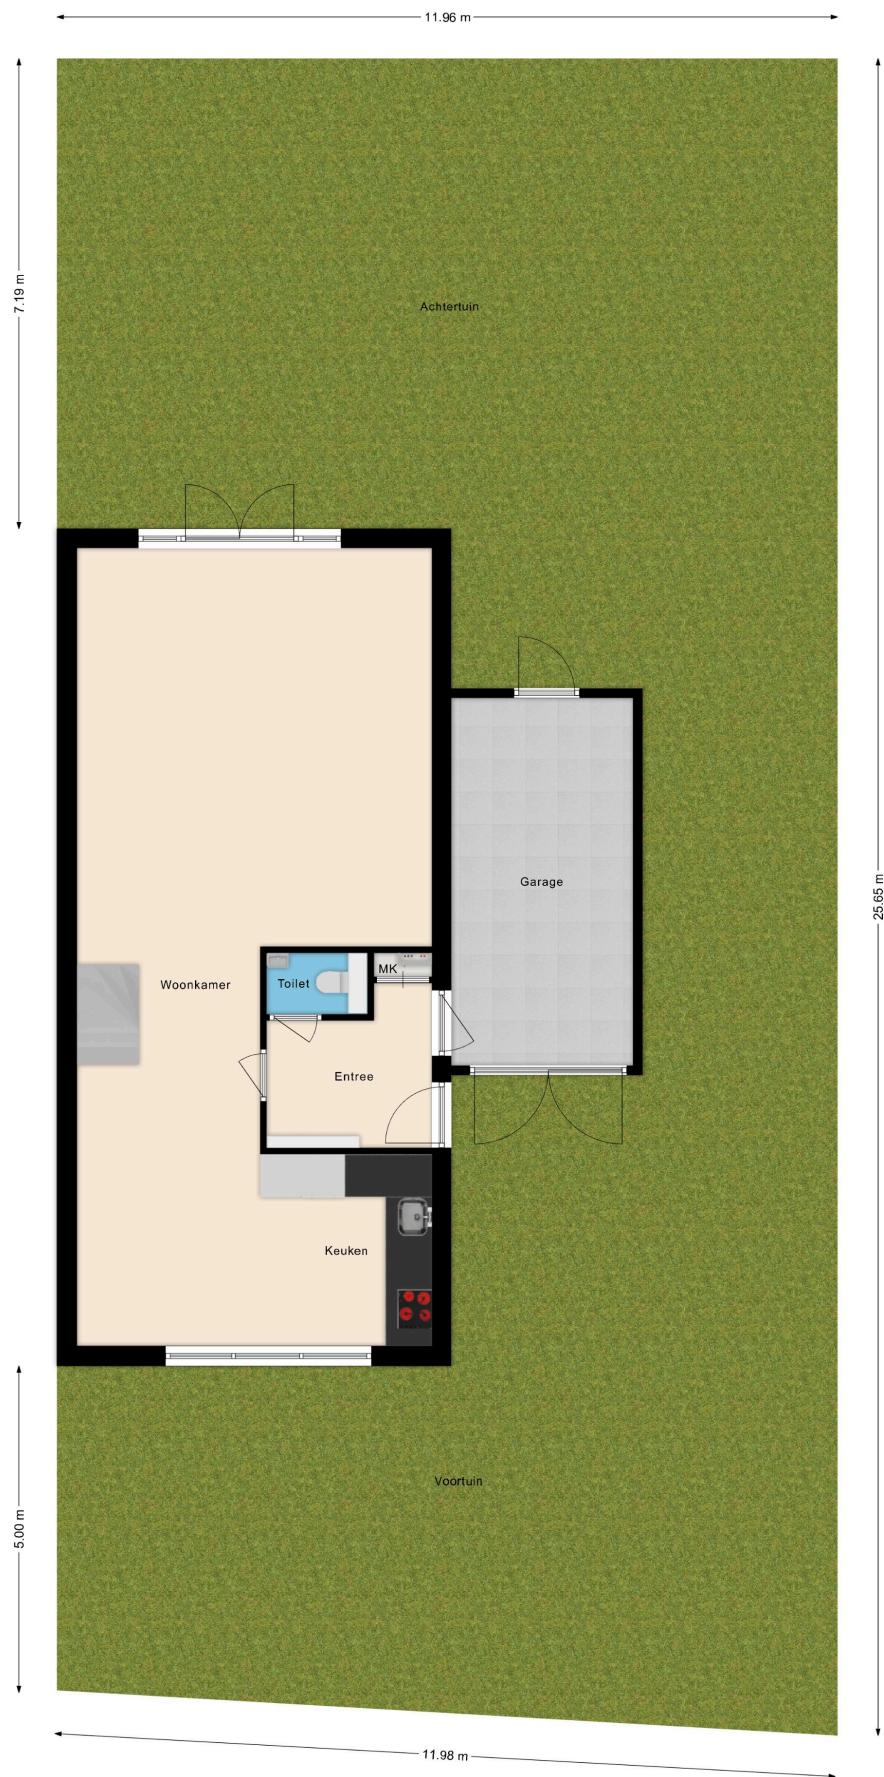 11.96 m
7.19 m
Achtertuin
Garage
25.65 m
MK
Toilet
Woonkamer
Entree
Keuken
Voortuin
5.00 m
11.98 m